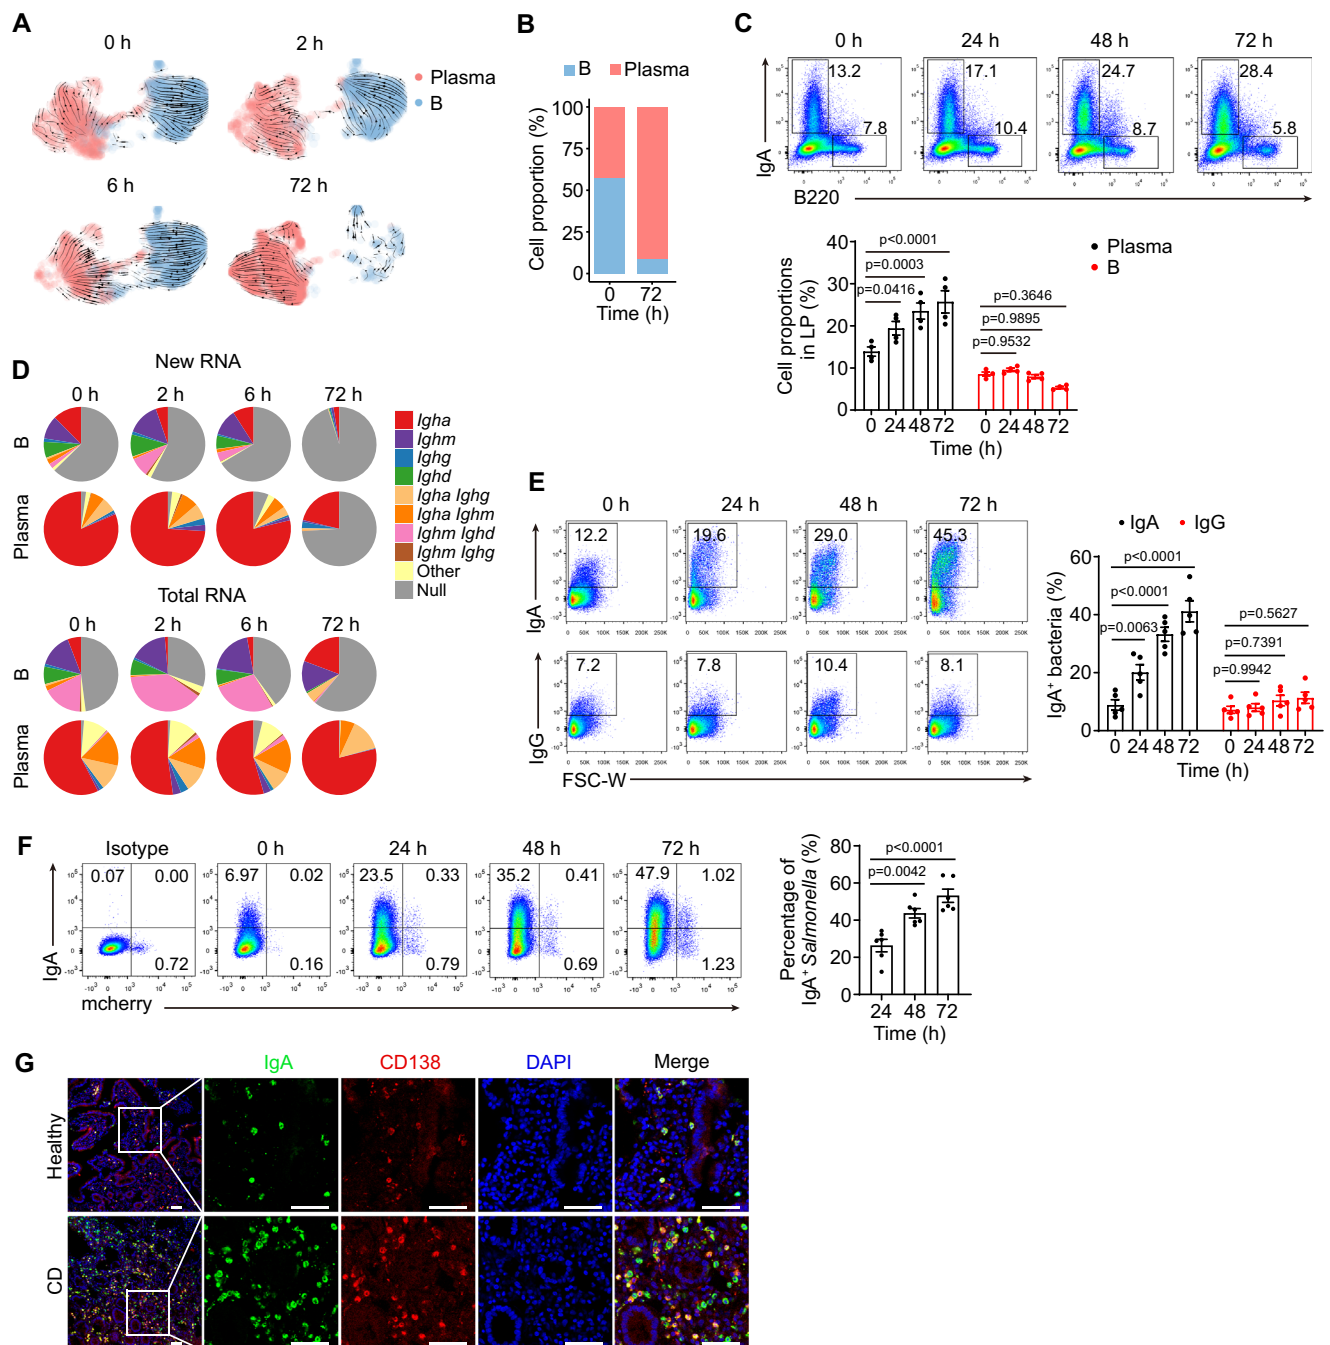 A
0 h
2 h
Plasma
B
6 h
72 h
B
B
Plasma
Cell proportion (%)
100
75
50
25
0
0
72
Time (h)
C
0 h
24 h
48 h
72 h
13.2
7.8
17.1
10.4
24.7
8.7
28.4
5.8
IgA
B220
Plasma
B
Cell proportions
in LP (%)
40
30
20
10
0
p<0.0001
p=0.0003
p=0.0416
p=0.3646
p=0.9895
p=0.9532
0 24 48 72
0 24 48 72
Time (h)
D
New RNA
0 h
2 h
6 h
72 h
B
Plasma
Total RNA
0 h
2 h
6 h
72 h
B
Plasma
Igha
Ighm
Ighg
Ighd
Igha Ighg
Igha Ighm
Ighm Ighd
Ighm Ighg
Other
Null
E
0 h
24 h
48 h
72 h
12.2
19.6
29.0
45.3
IgA
7.2
7.8
10.4
8.1
IgG
FSC-W
IgA
IgG
IgA+ bacteria (%)
60
40
20
0
p<0.0001
p<0.0001
p=0.0063
p=0.5627
p=0.7391
p=0.9942
0 24 48 72
0 24 48 72
Time (h)
F
Isotype
0 h
24 h
48 h
72 h
0.07
0.00
0.72
6.97
0.02
0.16
23.5
0.33
0.79
35.2
0.41
0.69
47.9
1.02
1.23
IgA
mcherry
Percentage of
IgA+ Salmonella (%)
80
60
40
20
0
p<0.0001
p=0.0042
24 48 72
Time (h)
G
IgA
CD138
DAPI
Merge
Healthy
CD